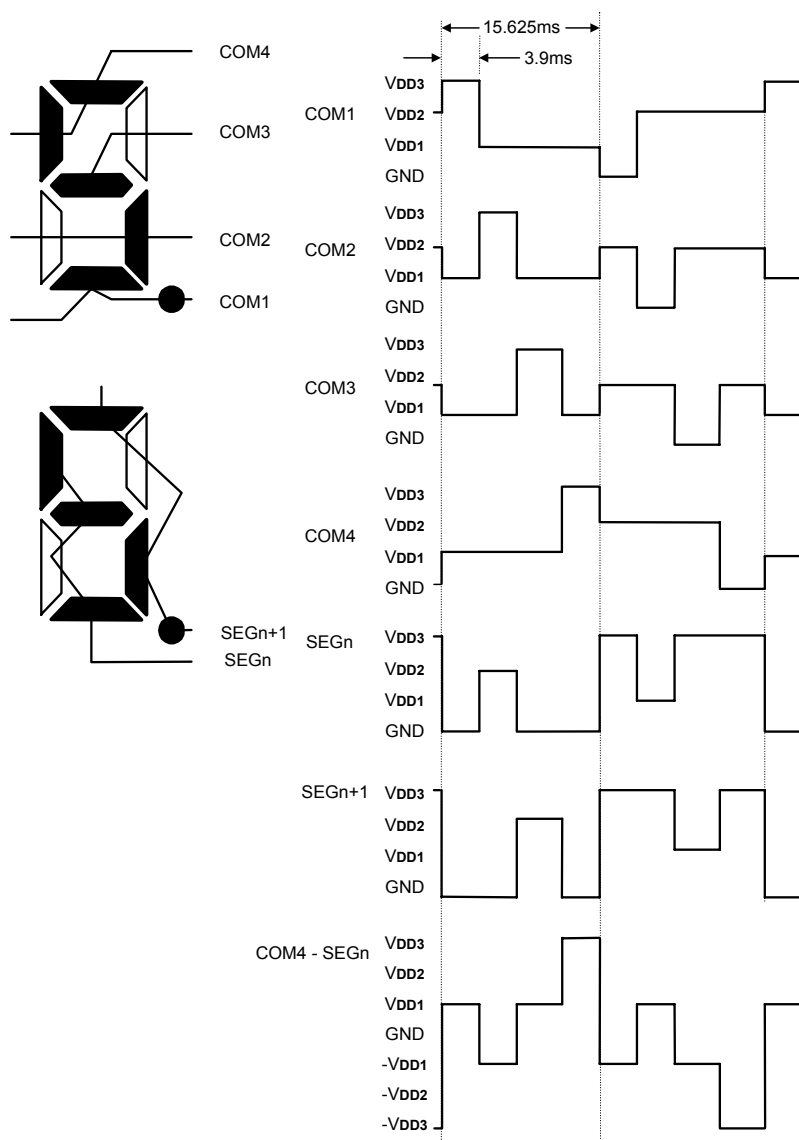 15.625ms
3.9ms
COM4
COM3
COM2
COM1
COM1
VDD3
VDD2
VDD1
GND
COM2
VDD3
VDD2
VDD1
GND
COM3
VDD3
VDD2
VDD1
GND
COM4
VDD3
VDD2
VDD1
GND
SEGn+1
SEGn
SEGn
VDD3
VDD2
VDD1
GND
SEGn+1
VDD3
VDD2
VDD1
GND
COM4 - SEGn
VDD3
VDD2
VDD1
GND
-VDD1
-VDD2
-VDD3